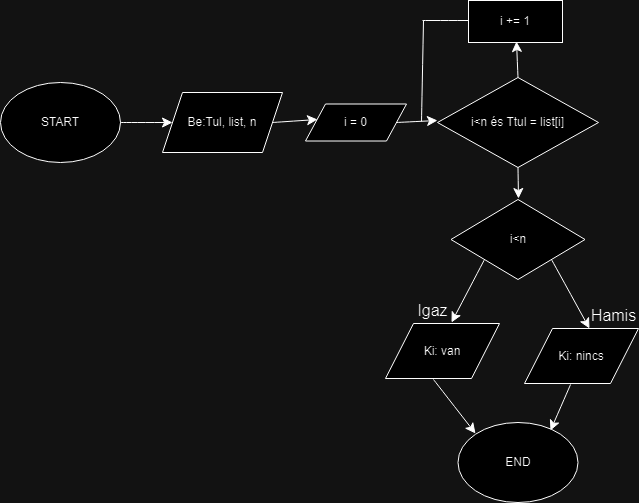 i += 1
START
Be:Tul, list, n
i = 0
i<n és Ttul = list[i]
i<n
Igaz
Hamis
Ki: van
Ki: nincs
END